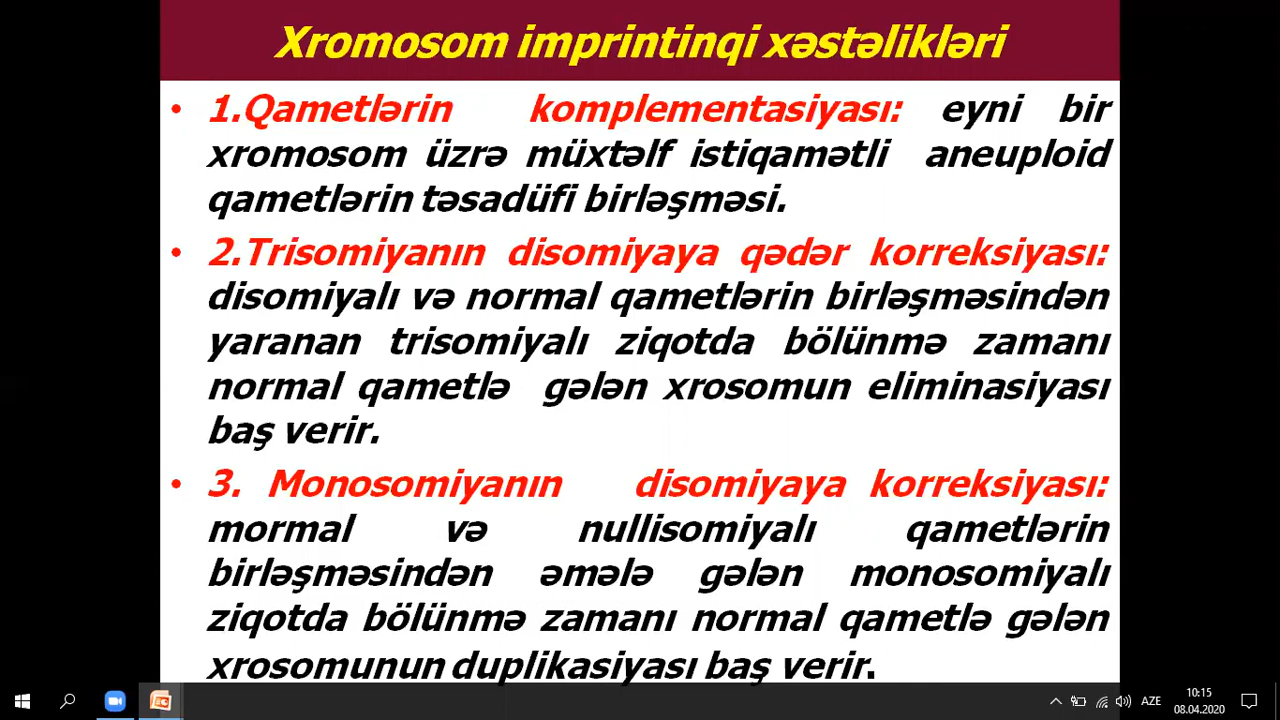 Xromosom imprintinqi xəstəlikləri
• 1.Qametlərin komplementasiyası: eyni bir
xromosom üzrə müxtəlf istiqamətli aneuploid
qametlərin təsadüfi birləşməsi.
• 2.Trisomiyanın disomiyaya qədər korreksiyası:
disomiyalı və normal qametlərin birləşməsindən
yaranan trisomiyalı ziqotda bölünmə zamanı
normal qametlə gələn xrosomun eliminasiyası
baş verir.
• 3. Monosomiyanın disomiyaya korreksiyası:
mormal və nullisomiyalı qametlərin
birləşməsindən əmələ gələn monosomiyalı
ziqotda bölünmə zamanı normal qametlə gələn
xrosomunun duplikasiyası baş verir.
AZE
10:15
08.04.2020